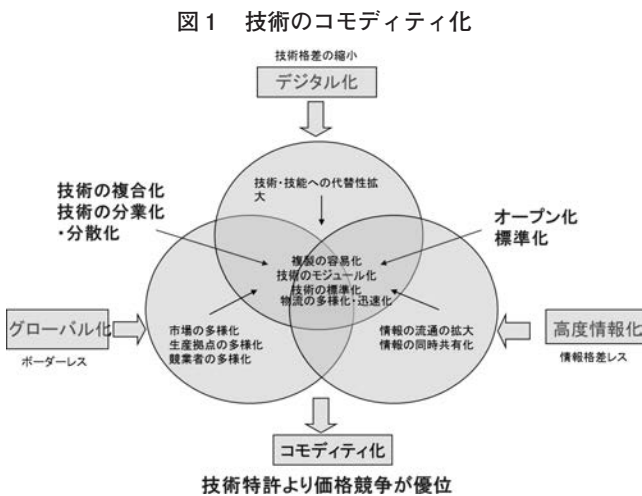 図1 技術のコモディティ化
技術格差の縮小
デジタル化
技術・技能への代替性拡
大
技術の複合化
技術の分業化
・分散化
オープン化
標準化
複製の容易化
技術のモジュール化
技術の標準化
物流の多様化・迅速化
グローバル化
ボーダーレス
市場の多様化
生産拠点の多様化
競業者の多様化
情報の流通の拡大
情報の同時共有化
高度情報化
情報格差レス
コモディティ化
技術特許より価格競争が優位